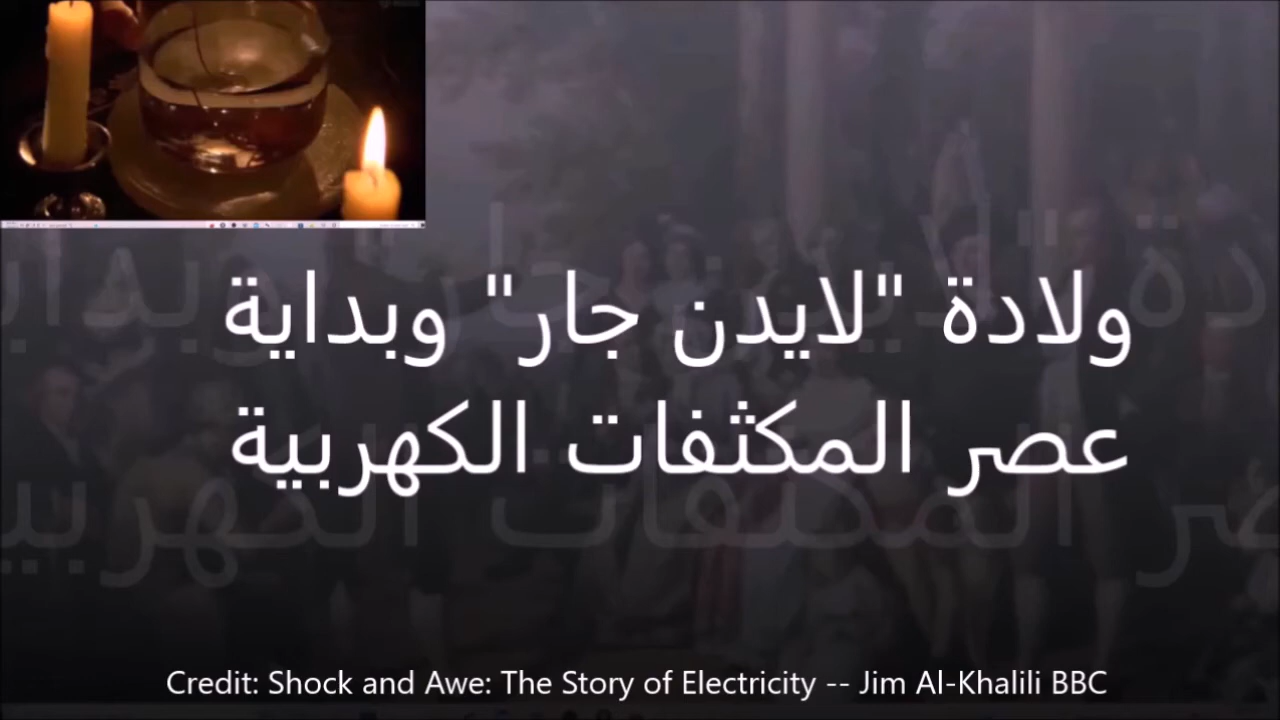 ولادة "لايدن جار" وبداية
عصر المكثفات الكهربية
Credit: Shock and Awe: The Story of Electricity -- Jim Al-Khalili BBC